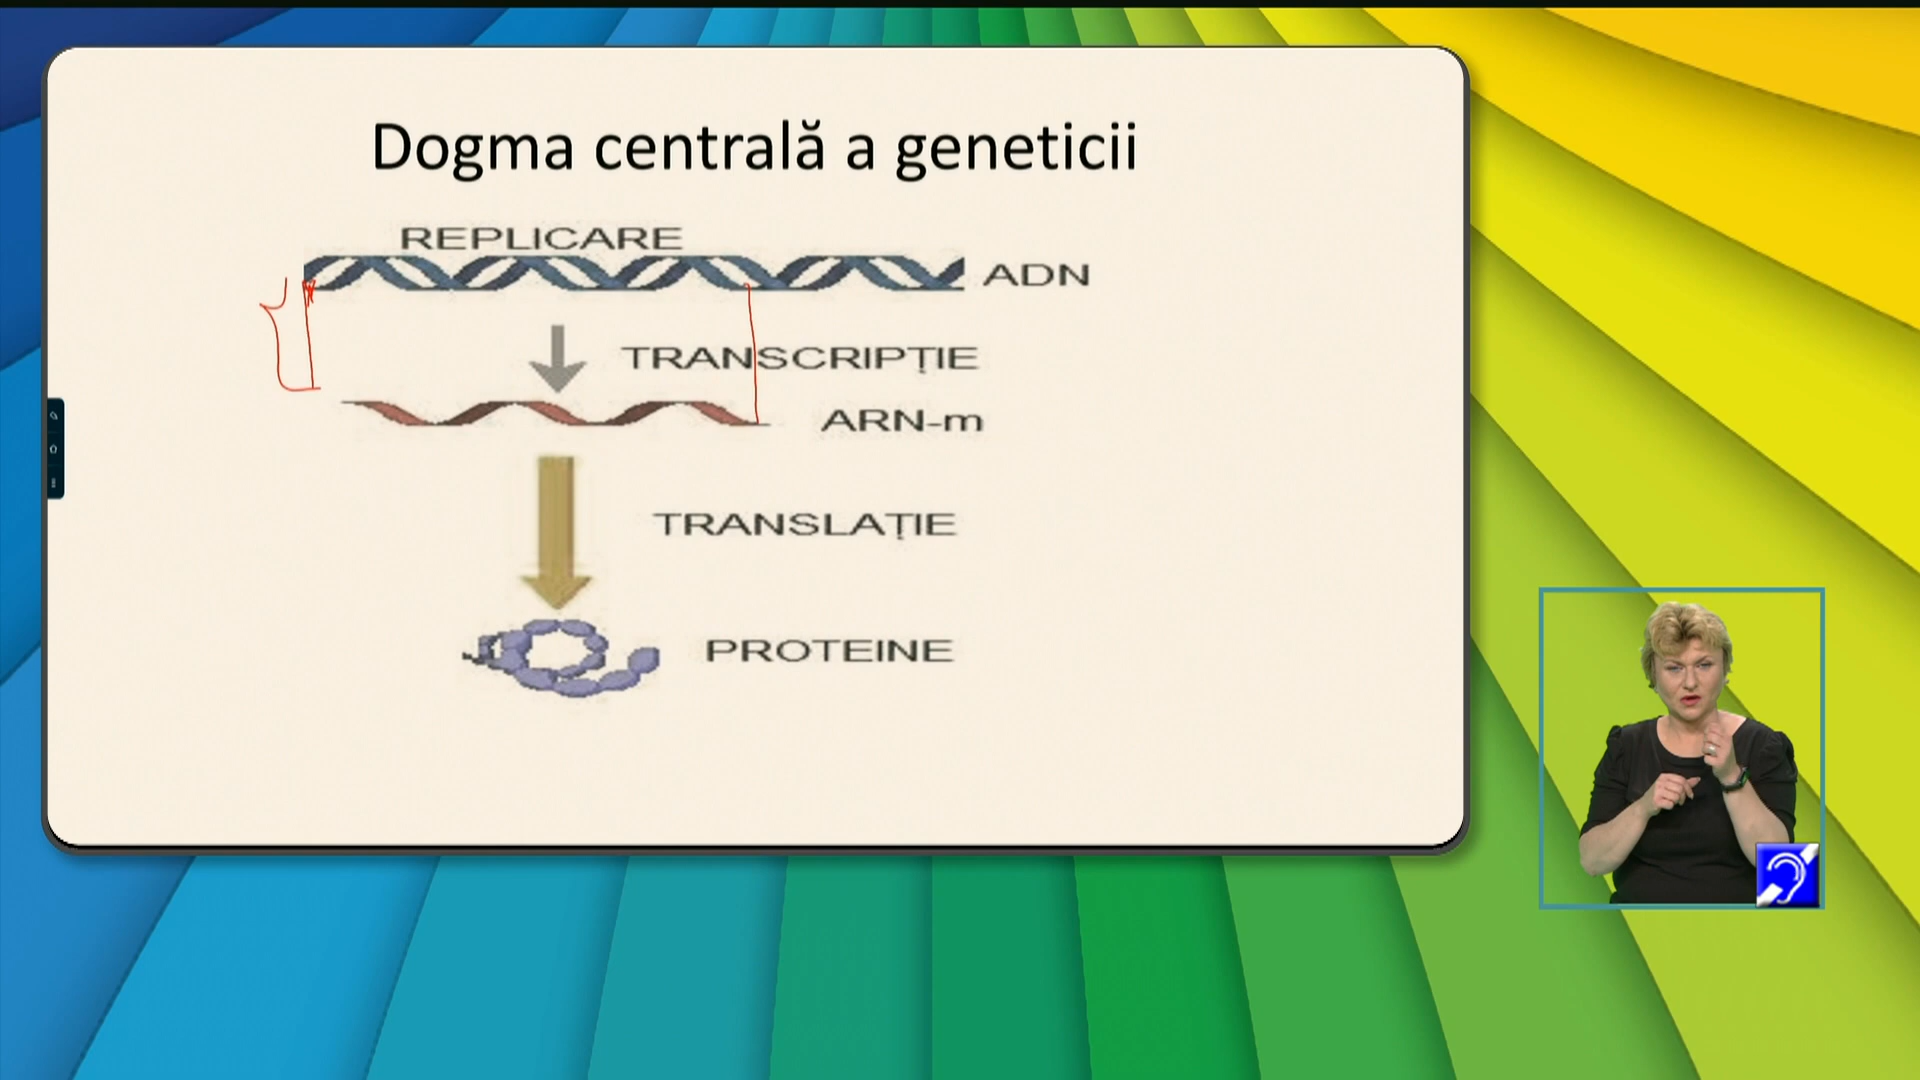 Dogma centrală a geneticii
REPLICARE
ADN
TRANSCRIPȚIE
ARN-m
TRANSLAȚIE
PROTEINE